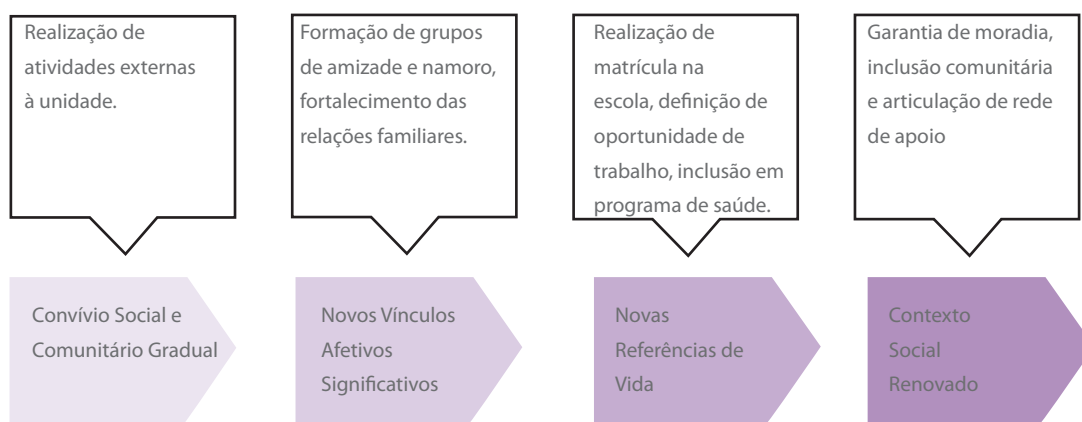 Realização de
atividades externas
à unidade.
Formação de grupos
de amizade e namoro,
fortalecimento das
relações familiares.
Realização de
matrícula na
escola, definição de
oportunidade de
trabalho, inclusão em
programa de saúde.
Garantia de moradia,
inclusão comunitária
e articulação de rede
de apoio
Convívio Social e
Comunitário Gradual
Novos Vínculos
Afetivos
Significativos
Novas
Referências de
Vida
Contexto
Social
Renovado